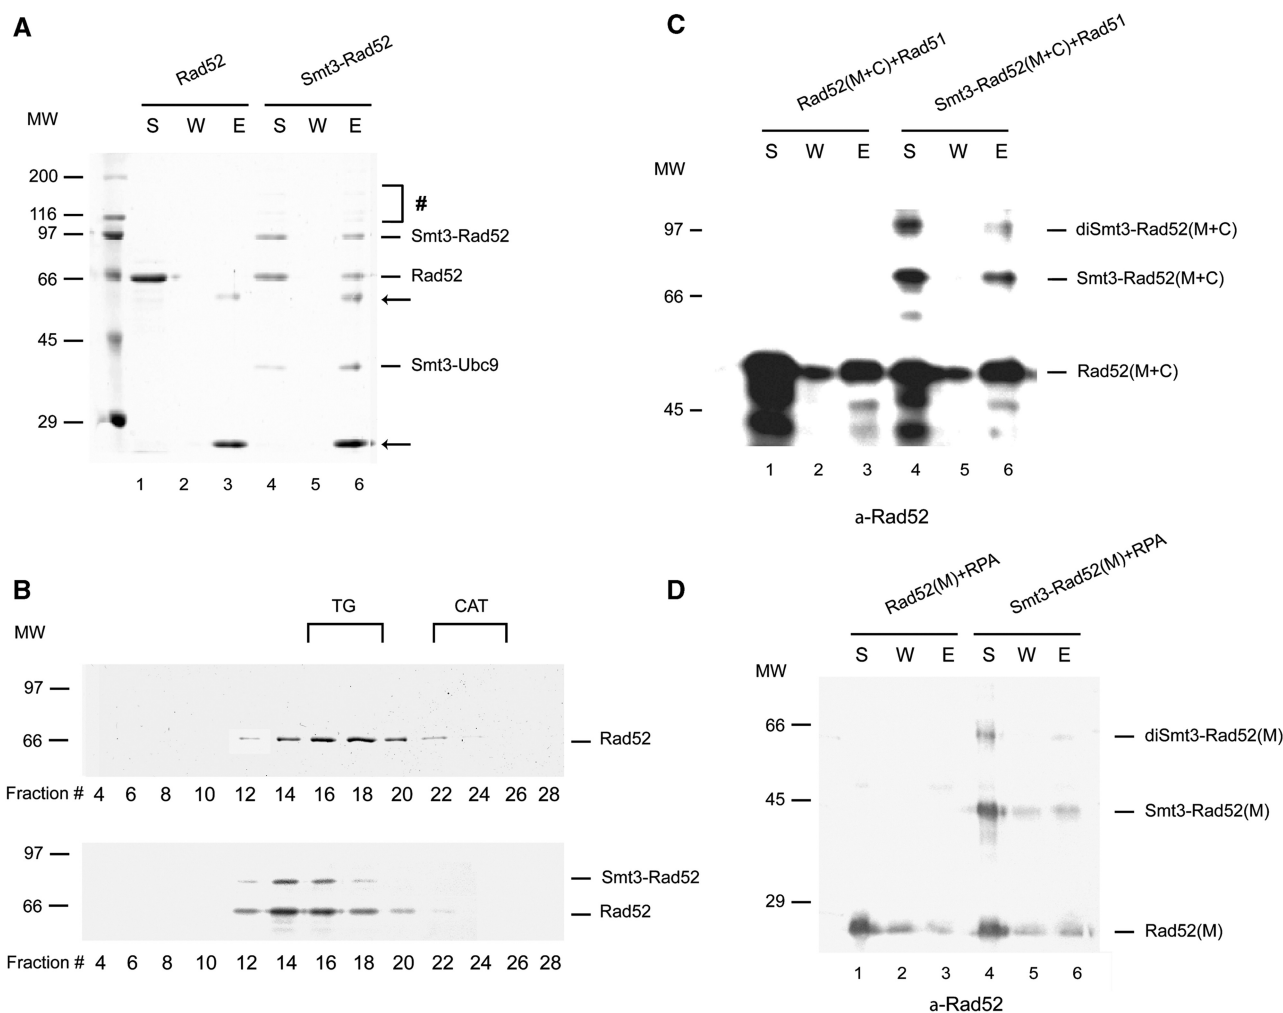 A
Rad52 Smt3-Rad52
MW S W E S W E
200
116
97
66
45
29
#
Smt3-Rad52
Rad52
Smt3-Ubc9
1 2 3 4 5 6
B
TG CAT
MW
97
66
Rad52
Fraction # 4 6 8 10 12 14 16 18 20 22 24 26 28
97
66
Smt3-Rad52
Rad52
Fraction # 4 6 8 10 12 14 16 18 20 22 24 26 28
C
Rad52(M+C)+Rad51 Smt3-Rad52(M+C)+Rad51
S W E S W E
MW
97
66
45
diSmt3-Rad52(M+C)
Smt3-Rad52(M+C)
Rad52(M+C)
1 2 3 4 5 6
a-Rad52
D
Rad52(M)+RPA Smt3-Rad52(M)+RPA
S W E S W E
MW
66
45
29
diSmt3-Rad52(M)
Smt3-Rad52(M)
Rad52(M)
1 2 3 4 5 6
a-Rad52